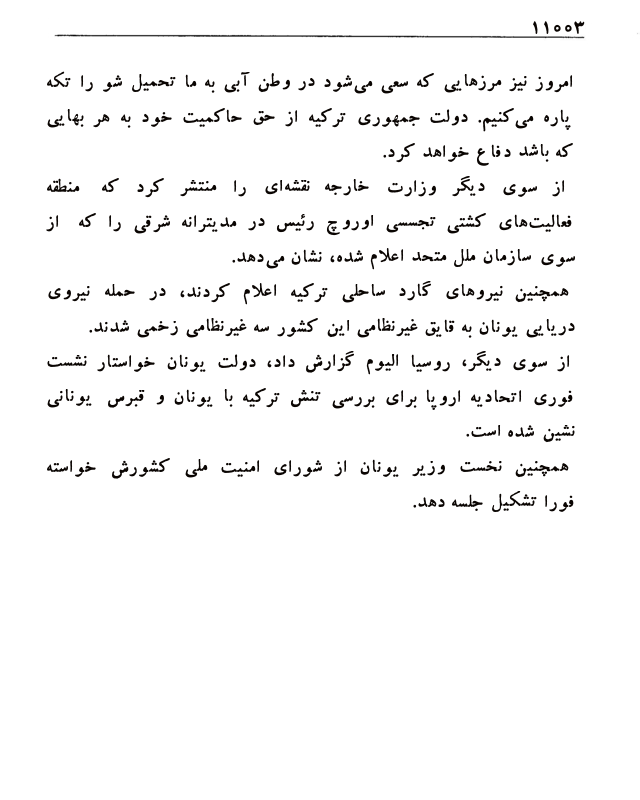 ۱۱۰۰۳
امروز نیز مرزهایی که سعی می‌شود در وطن آبی به ما تحمیل شو را تکه
پاره می‌کنیم. دولت جمهوری ترکیه از حق حاکمیت خود به هر بهایی
که باشد دفاع خواهد کرد.
از سوی دیگر وزارت خارجه نقشه‌ای را منتشر کرد که منطقه
فعالیت‌های کشتی تجسسی اوروچ رئیس در مدیترانه شرقی را که از
سوی سازمان ملل متحد اعلام شده، نشان می‌دهد.
همچنین نیروهای گارد ساحلی ترکیه اعلام کردند، در حمله نیروی
دریایی یونان به قایق غیرنظامی این کشور سه غیرنظامی زخمی شدند.
از سوی دیگر، روسیا الیوم گزارش داد، دولت یونان خواستار نشست
فوری اتحادیه اروپا برای بررسی تنش ترکیه با یونان و قبرس یونانی
نشین شده است.
همچنین نخست وزیر یونان از شورای امنیت ملی کشورش خواسته
فورا تشکیل جلسه دهد.